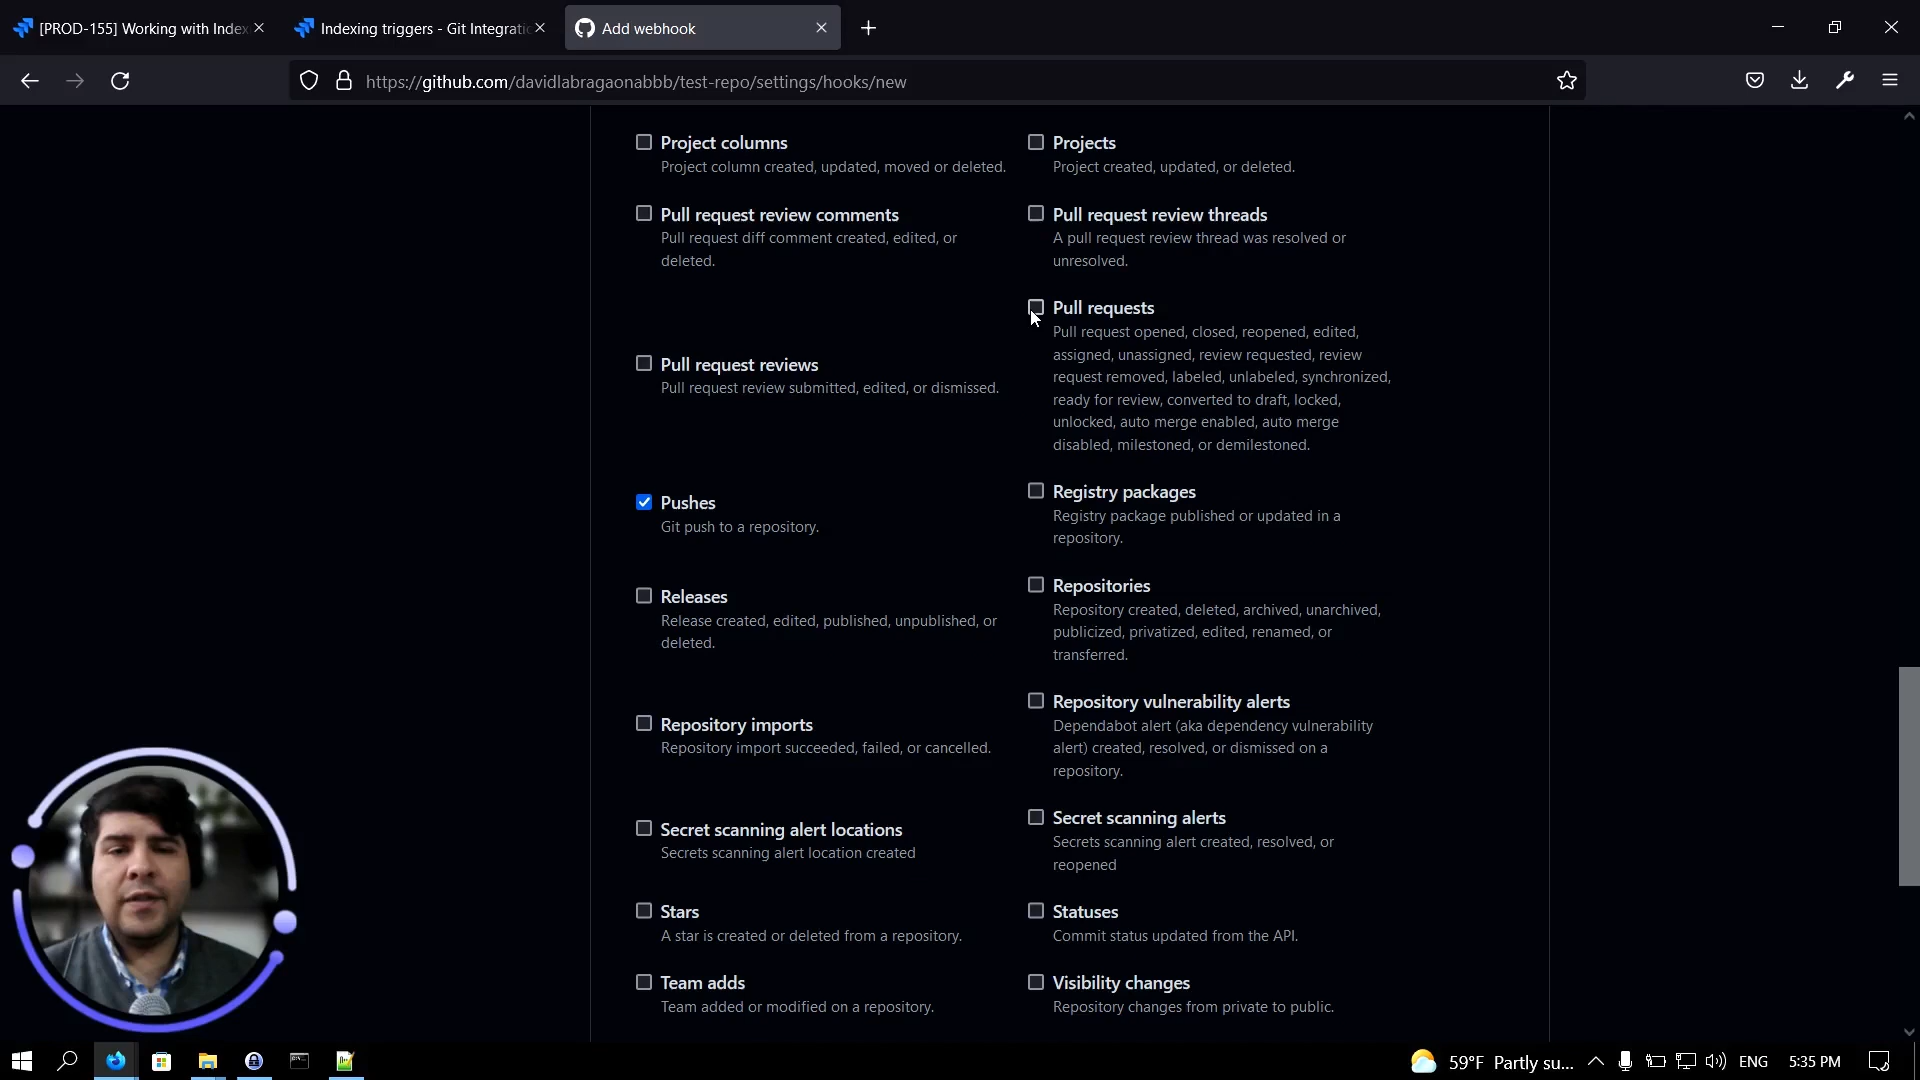 [PROD-155] Working with Index
Indexing triggers - Git Integratio
Add webhook
https://github.com/davidlabragaonabbb/test-repo/settings/hooks/new
Project columns
Project column created, updated, moved or deleted.
Projects
Project created, updated, or deleted.
Pull request review comments
Pull request diff comment created, edited, or
deleted.
Pull request review threads
A pull request review thread was resolved or
unresolved.
Pull requests
Pull request opened, closed, reopened, edited,
assigned, unassigned, review requested, review
request removed, labeled, unlabeled, synchronized,
ready for review, converted to draft, locked,
unlocked, auto merge enabled, auto merge
disabled, milestoned, or demilestoned.
Pull request reviews
Pull request review submitted, edited, or dismissed.
Pushes
Git push to a repository.
Registry packages
Registry package published or updated in a
repository.
Releases
Release created, edited, published, unpublished, or
deleted.
Repositories
Repository created, deleted, archived, unarchived,
publicized, privatized, edited, renamed, or
transferred.
Repository imports
Repository import succeeded, failed, or cancelled.
Repository vulnerability alerts
Dependabot alert (aka dependency vulnerability
alert) created, resolved, or dismissed on a
repository.
Secret scanning alert locations
Secrets scanning alert location created
Secret scanning alerts
Secrets scanning alert created, resolved, or
reopened
Stars
A star is created or deleted from a repository.
Statuses
Commit status updated from the API.
Team adds
Team added or modified on a repository.
Visibility changes
Repository changes from private to public.
59°F Partly su...
ENG
5:35 PM